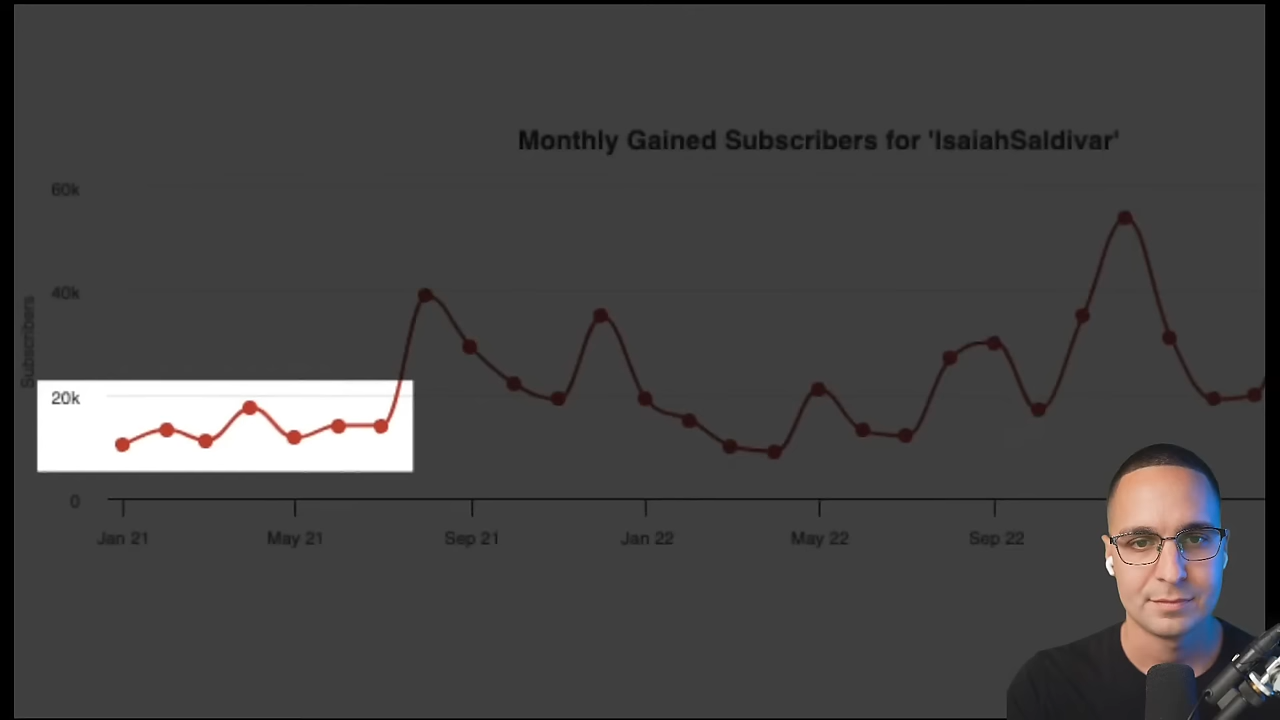 Monthly Gained Subscribers for 'IsaiahSaldivar'
60k
40k
20k
0
Subscribers
Jan 21
May 21
Sep 21
Jan 22
May 22
Sep 22